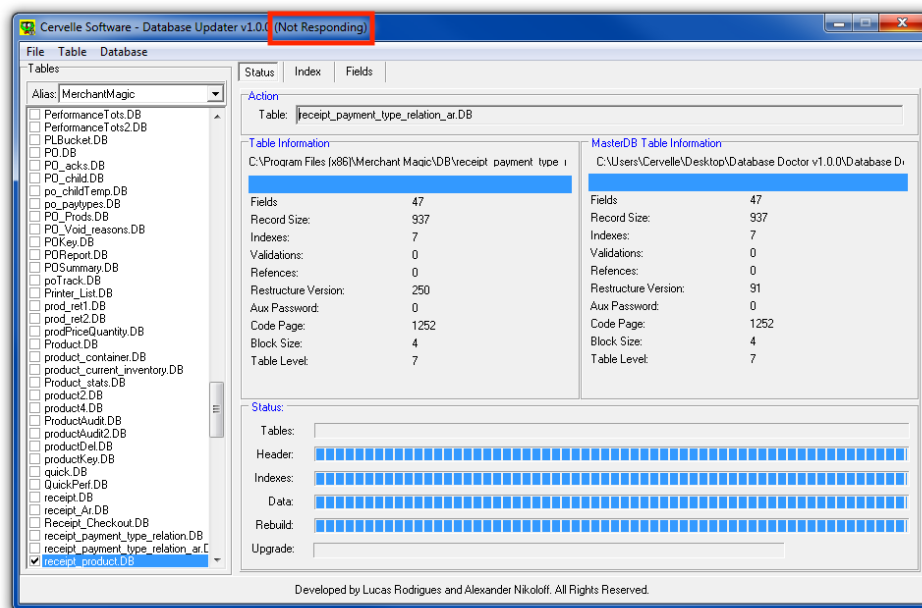 Cervelle Software - Database Updater v1.0.0 (Not Responding)
File Table Database
Tables
Alias: MerchantMagic
PerformanceTots.DB
PerformanceTots2.DB
PLBucket.DB
PO.DB
PO_acks.DB
PO_child.DB
po_childTemp.DB
po_paytypes.DB
PO_Prods.DB
PO_Void_reasons.DB
POKey.DB
POReport.DB
POSummary.DB
poTrack.DB
Printer_List.DB
prod_ret1.DB
prod_ret2.DB
prodPriceQuantity.DB
Product.DB
product_container.DB
product_current_inventory.DB
Product_stats.DB
product2.DB
product4.DB
ProductAudit.DB
productAudit2.DB
productDel.DB
productKey.DB
quick.DB
QuickPerf.DB
receipt.DB
receipt_Ar.DB
Receipt_Checkout.DB
receipt_payment_type_relation.DB
receipt_payment_type_relation_ar.D
receipt_product.DB
Status Index Fields
Action
Table: receipt_payment_type_relation_ar.DB
Table Information
C:\Program Files (x86)\Merchant Magic\DB\receipt_payment_type_r
Fields 47
Record Size: 937
Indexes: 7
Validations: 0
Refences: 0
Restructure Version: 250
Aux Password: 0
Code Page: 1252
Block Size: 4
Table Level: 7
MasterDB Table Information
C:\Users\Cervelle\Desktop\Database Doctor v1.0.0\Database D
Fields 47
Record Size: 937
Indexes: 7
Validations: 0
Refences: 0
Restructure Version: 91
Aux Password: 0
Code Page: 1252
Block Size: 4
Table Level: 7
Status:
Tables:
Header:
Indexes:
Data:
Rebuild:
Upgrade:
Developed by Lucas Rodrigues and Alexander Nikoloff. All Rights Reserved.